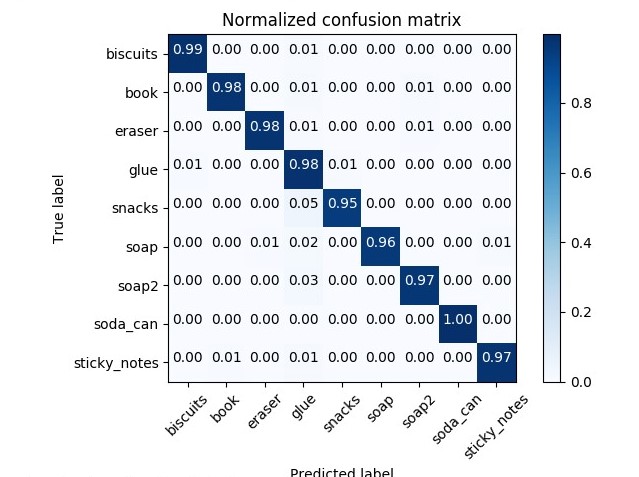 Normalized confusion matrix
True label
biscuits 0.99 0.00 0.00 0.01 0.00 0.00 0.00 0.00 0.00
book 0.00 0.98 0.00 0.01 0.00 0.00 0.01 0.00 0.00
eraser 0.00 0.00 0.98 0.01 0.00 0.00 0.01 0.00 0.00
glue 0.01 0.00 0.00 0.98 0.01 0.00 0.00 0.00 0.00
snacks 0.00 0.00 0.00 0.05 0.95 0.00 0.00 0.00 0.00
soap 0.00 0.00 0.01 0.02 0.00 0.96 0.00 0.00 0.01
soap2 0.00 0.00 0.00 0.03 0.00 0.00 0.97 0.00 0.00
soda_can 0.00 0.00 0.00 0.00 0.00 0.00 0.00 1.00 0.00
sticky_notes 0.00 0.01 0.00 0.01 0.00 0.00 0.00 0.00 0.97
biscuits book eraser glue snacks soap soap2 soda_can sticky_notes
Predicted label
0.8
0.6
0.4
0.2
0.0